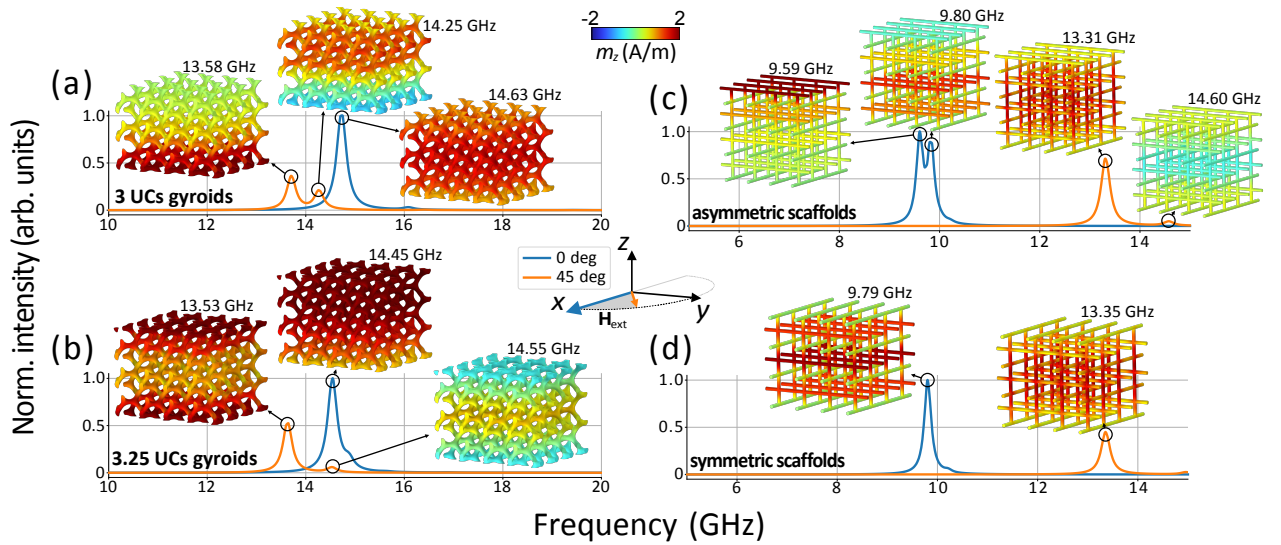 -2 2
m_z (A/m)
(a)
13.58 GHz
14.25 GHz
14.63 GHz
1.0
0.5
0
3 UCs gyroids
10 12 14 16 18 20
(c)
9.59 GHz
9.80 GHz
13.31 GHz
14.60 GHz
1.0
0.5
0
asymmetric scaffolds
6 8 10 12 14
Norm. intensity (arb. units)
(b)
13.53 GHz
14.45 GHz
14.55 GHz
1.0
0.5
0
3.25 UCs gyroids
10 12 14 16 18 20
0 deg
45 deg
z
x
y
H_ext
(d)
9.79 GHz
13.35 GHz
1.0
0.5
0
symmetric scaffolds
6 8 10 12 14
Frequency (GHz)